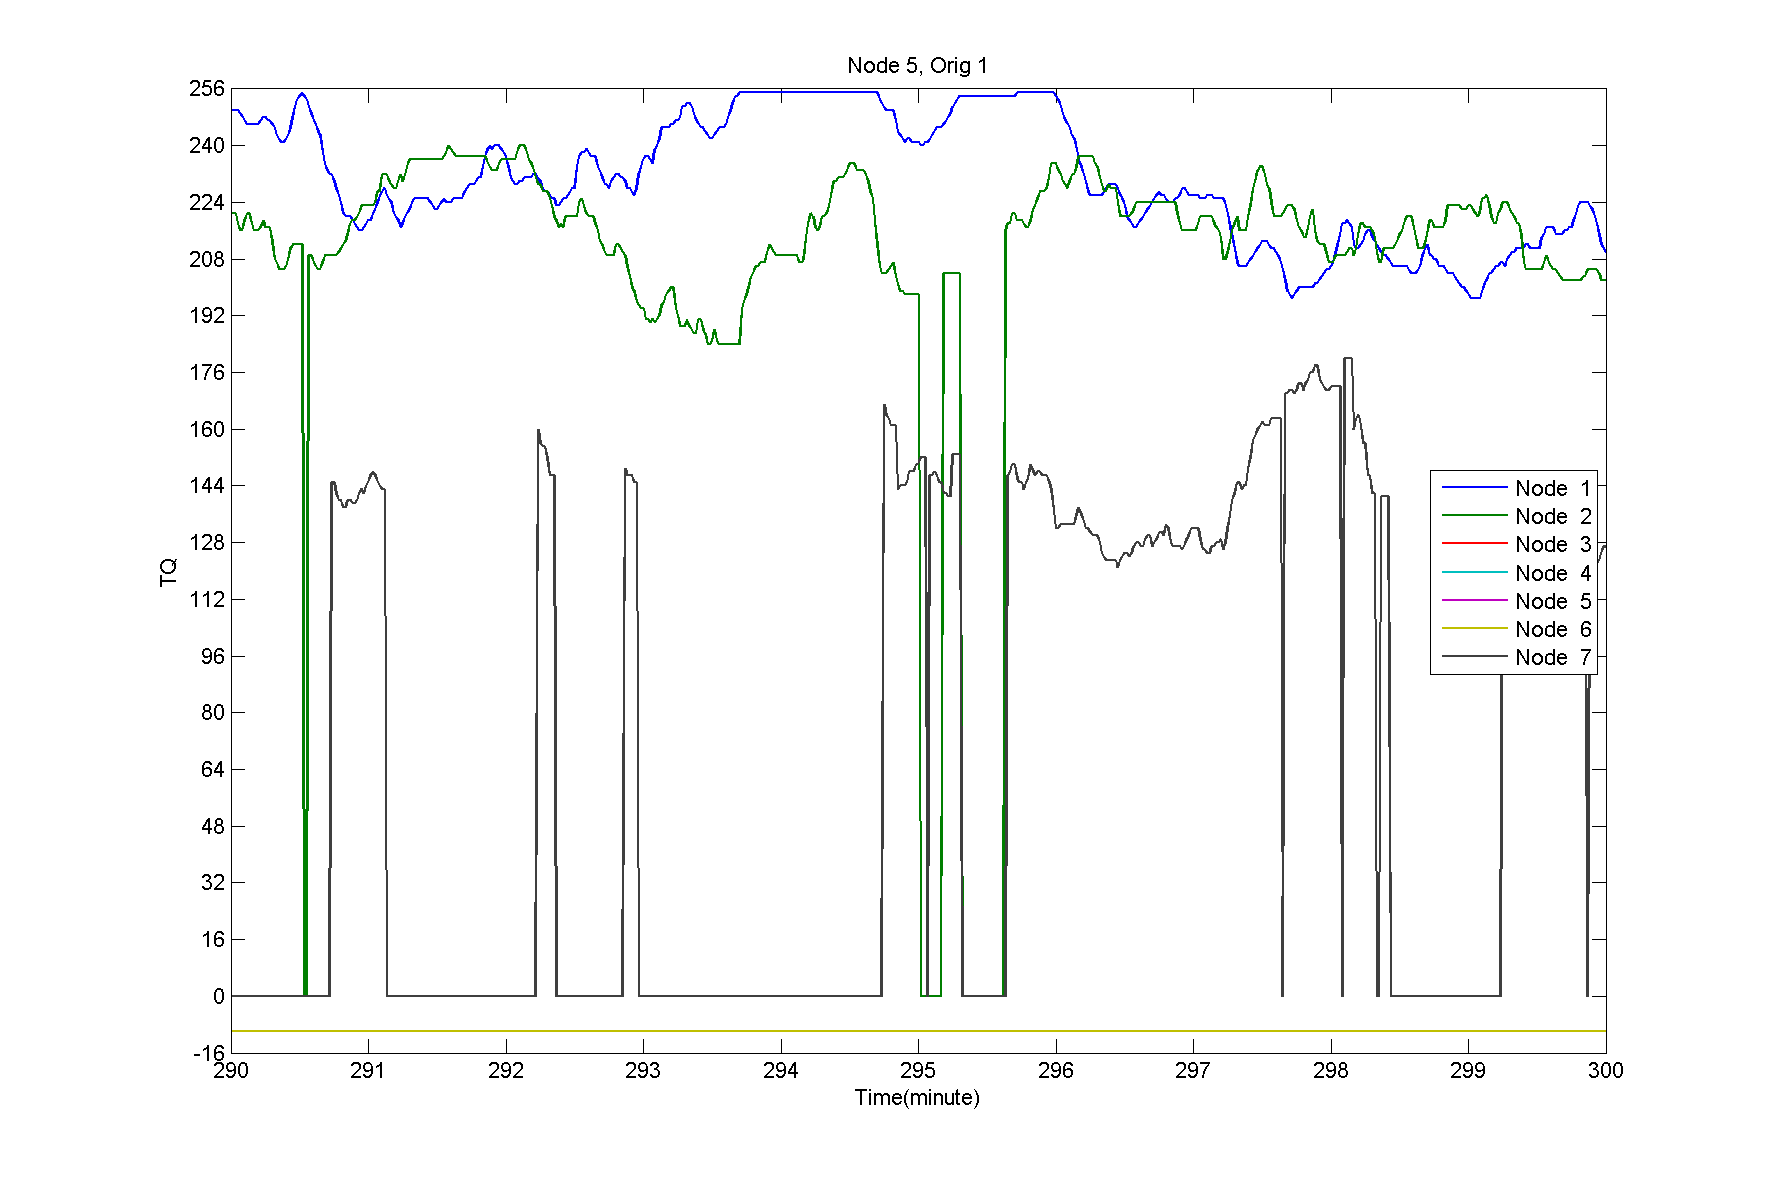 Node 5, Orig 1
256
240
224
208
192
176
160
144
128
112
96
80
64
48
32
16
0
-16
TQ
Node 1
Node 2
Node 3
Node 4
Node 5
Node 6
Node 7
290 291 292 293 294 295 296 297 298 299 300
Time(minute)